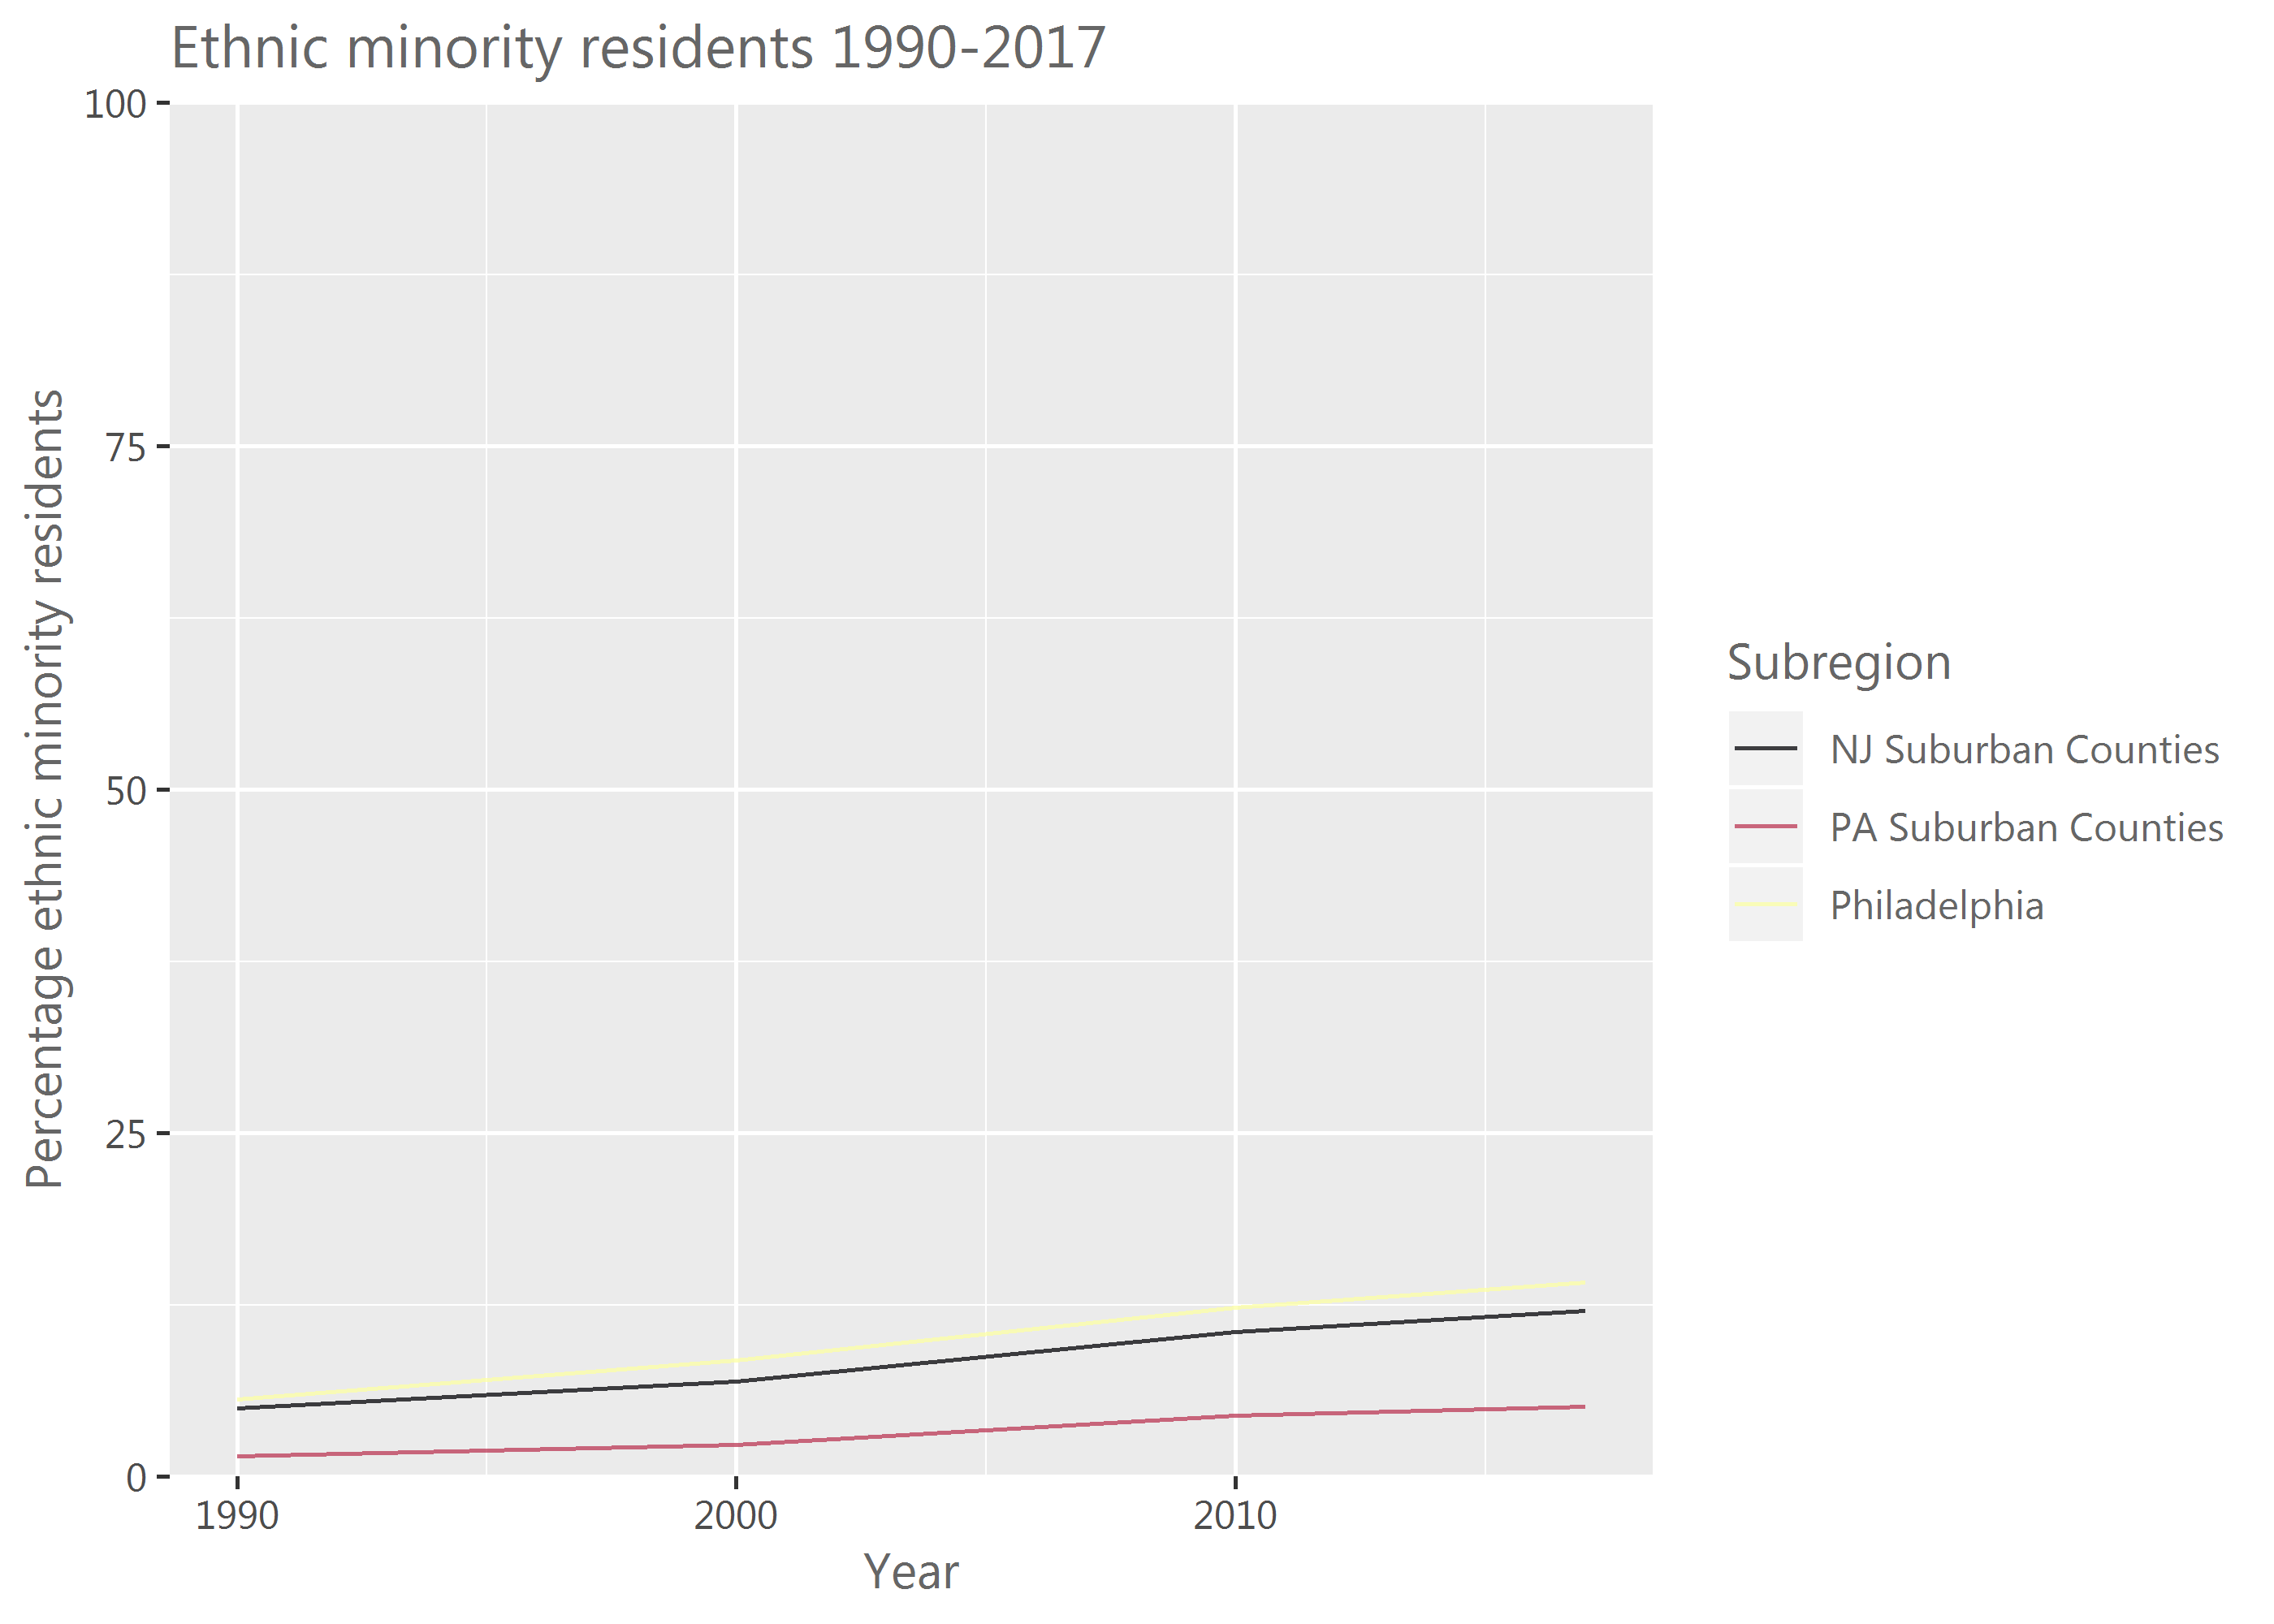 Ethnic minority residents 1990-2017
Percentage ethnic minority residents
100
75
50
25
0
1990
2000
2010
Year
Subregion
NJ Suburban Counties
PA Suburban Counties
Philadelphia